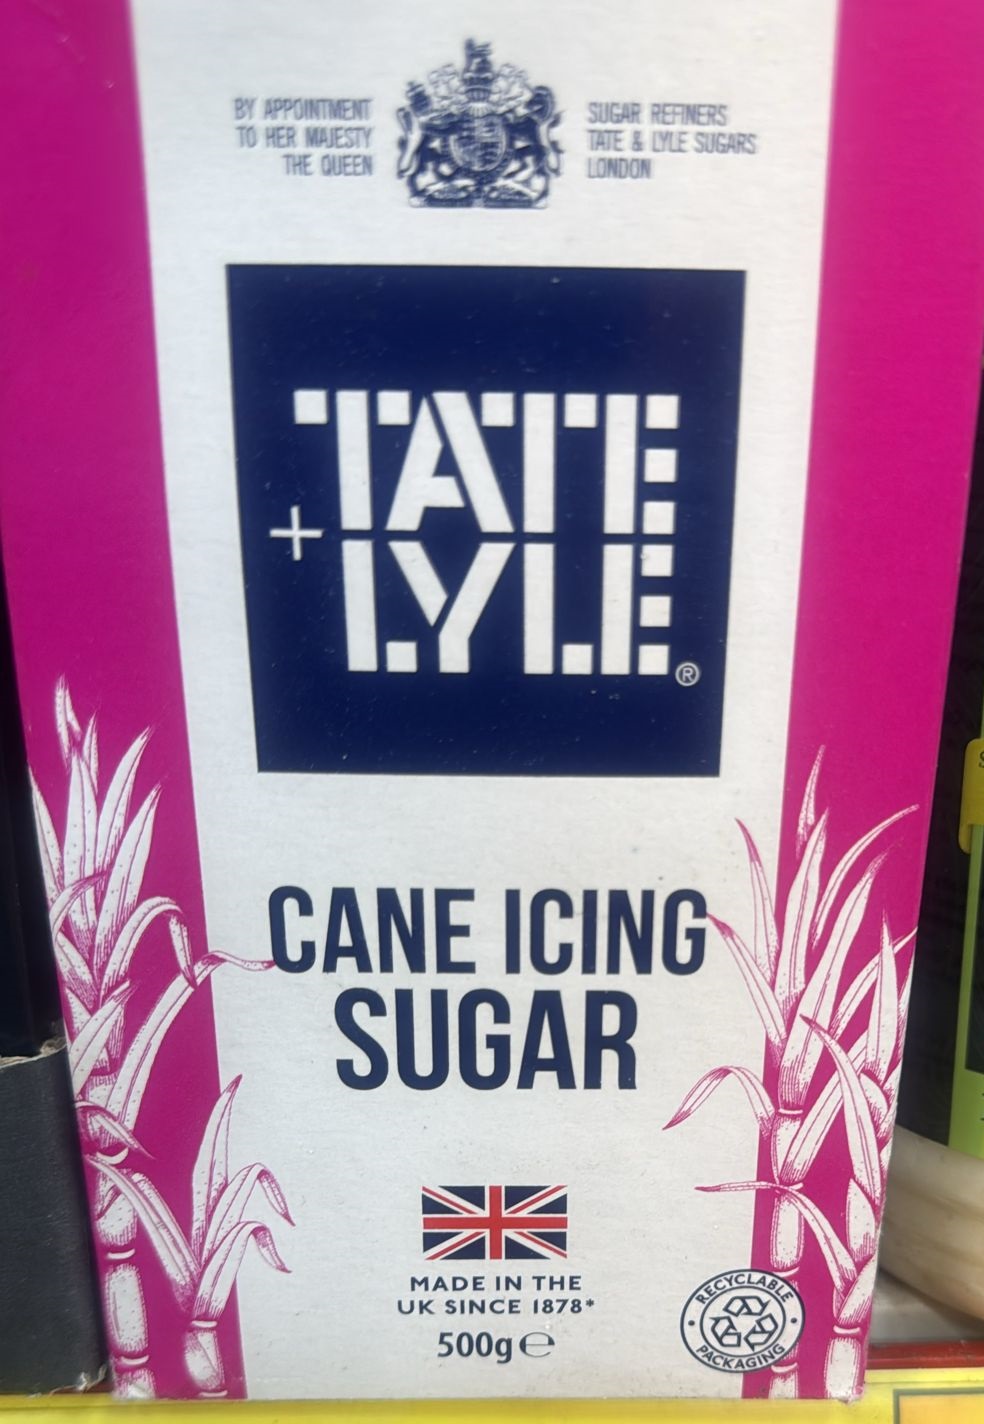 BY APPOINTMENT
TO HER MAJESTY
THE QUEEN
SUGAR REFINERS
TATE & LYLE SUGARS
LONDON
TATE
+
LYLE®
CANE ICING
SUGAR
MADE IN THE
UK SINCE 1878*
500g℮
RECYCLABLE
PACKAGING